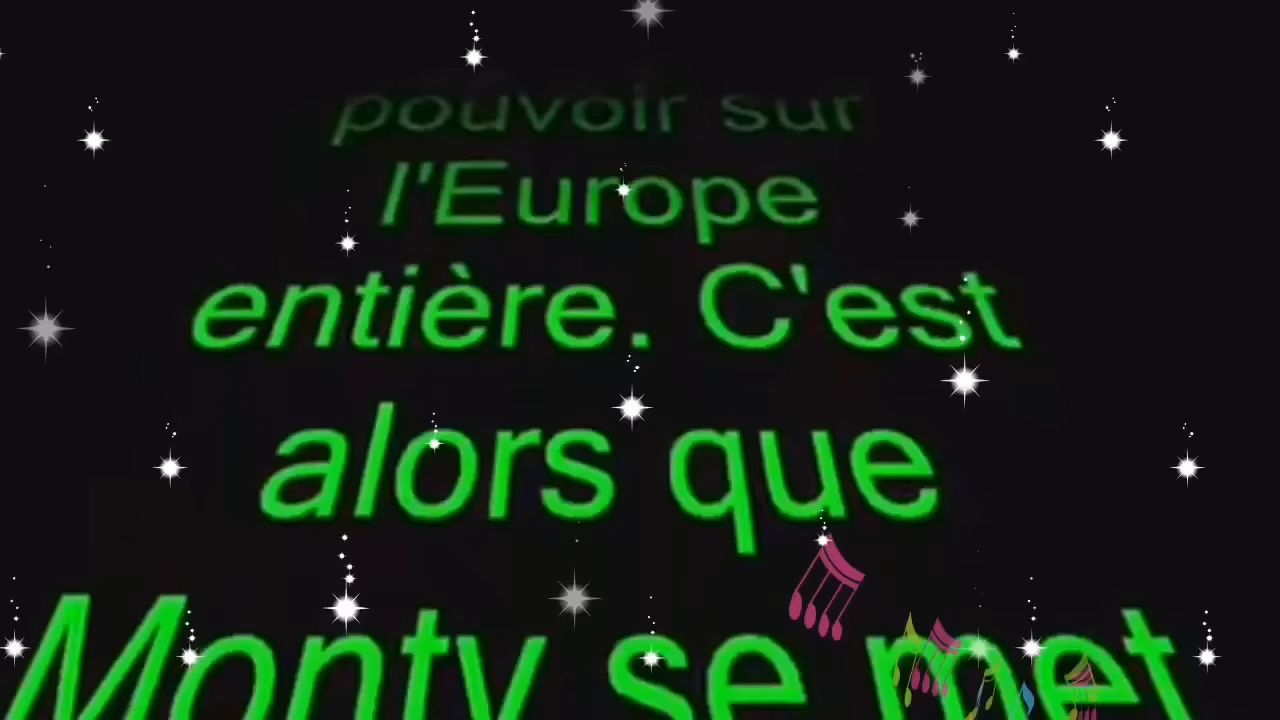 pouvoir sur
l'Europe
entière. C'est
alors que
Monty se met